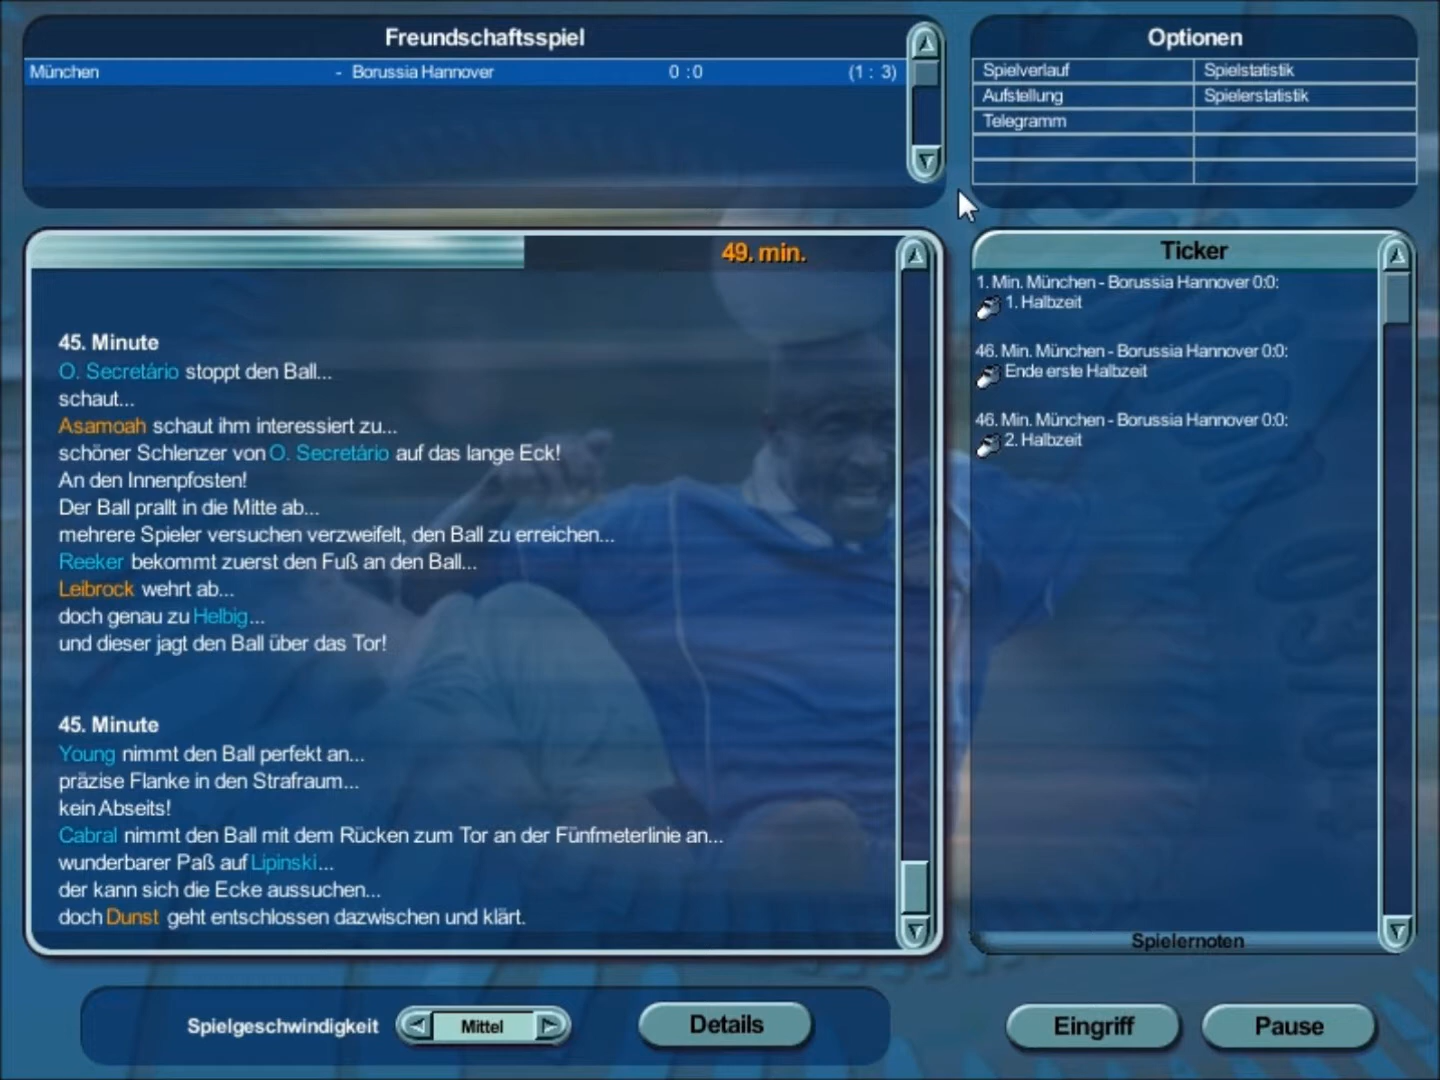 Freundschaftsspiel
München - Borussia Hannover 0 :0 (1 : 3)
Optionen
Spielverlauf Spielstatistik
Aufstellung Spielerstatistik
Telegramm
49. min.
45. Minute
O. Secretário stoppt den Ball...
schaut...
Asamoah schaut ihm interessiert zu...
schöner Schlenzer von O. Secretário auf das lange Eck!
An den Innenpfosten!
Der Ball prallt in die Mitte ab...
mehrere Spieler versuchen verzweifelt, den Ball zu erreichen...
Reeker bekommt zuerst den Fuß an den Ball...
Leibrock wehrt ab...
doch genau zu Helbig...
und dieser jagt den Ball über das Tor!
45. Minute
Young nimmt den Ball perfekt an...
präzise Flanke in den Strafraum...
kein Abseits!
Cabral nimmt den Ball mit dem Rücken zum Tor an der Fünfmeterlinie an...
wunderbarer Paß auf Lipinski...
der kann sich die Ecke aussuchen...
doch Dunst geht entschlossen dazwischen und klärt.
Ticker
1. Min. München - Borussia Hannover 0:0:
1. Halbzeit
46. Min. München - Borussia Hannover 0:0:
Ende erste Halbzeit
46. Min. München - Borussia Hannover 0:0:
2. Halbzeit
Spielernoten
Spielgeschwindigkeit Mittel Details
Eingriff Pause